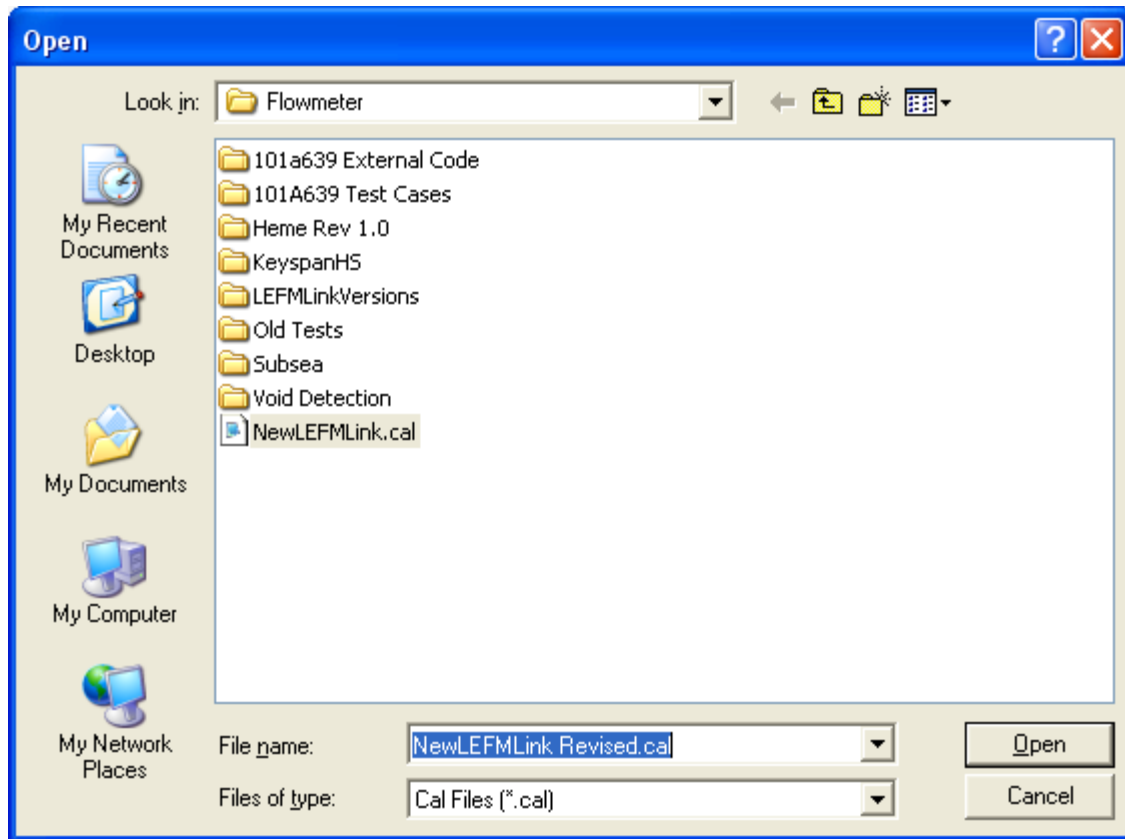 Open
Look in:
Flowmeter
My Recent
Documents
Desktop
My Documents
My Computer
My Network
Places
101a639 External Code
101A639 Test Cases
Heme Rev 1.0
KeyspanHS
LEFMLinkVersions
Old Tests
Subsea
Void Detection
NewLEFMLink.cal
File name:
NewLEFMLink Revised.cal
Open
Files of type:
Cal Files (*.cal)
Cancel